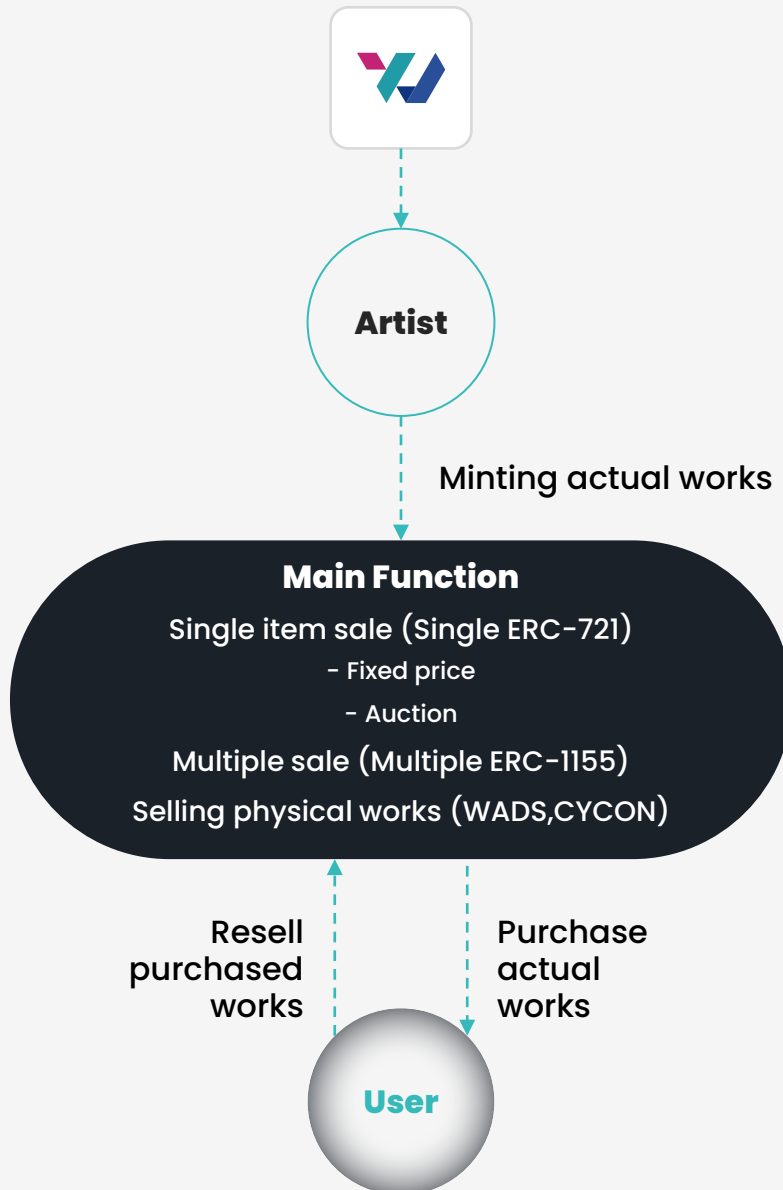 Artist
Minting actual works
Main Function
Single item sale (Single ERC-721)
- Fixed price
- Auction
Multiple sale (Multiple ERC-1155)
Selling physical works (WADS,CYCON)
Resell
purchased
works
Purchase
actual
works
User